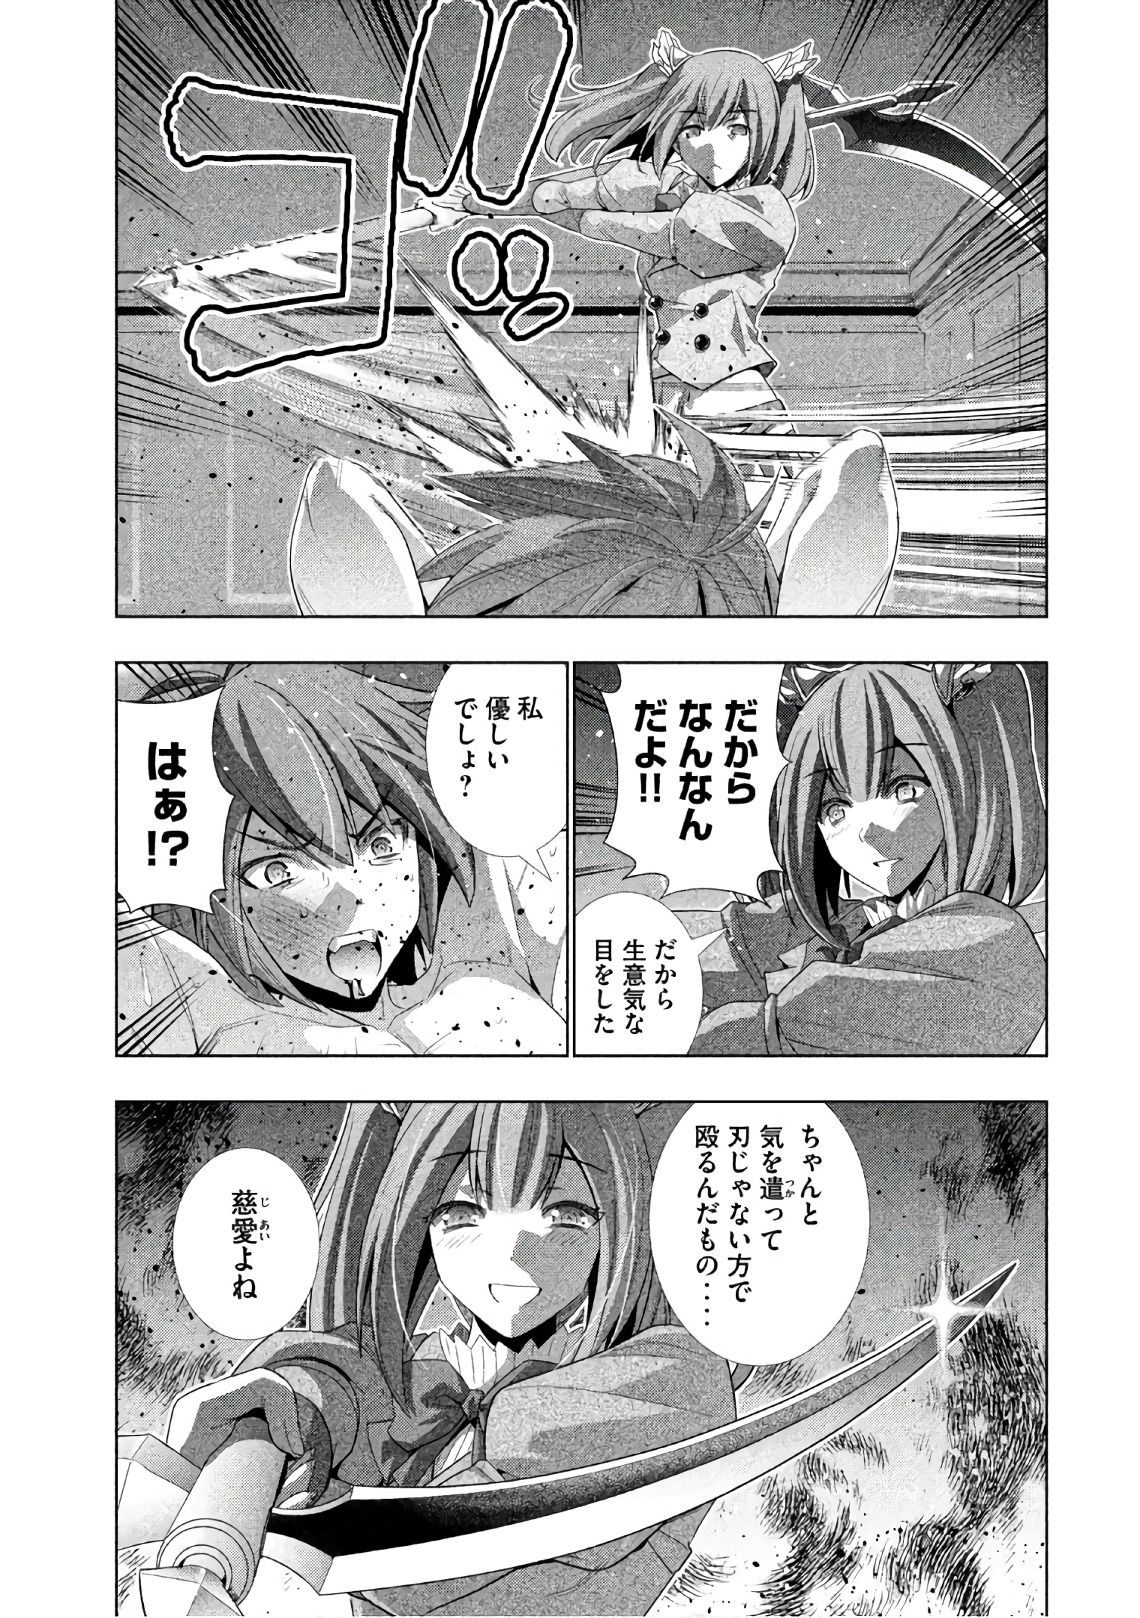 ゴッ!!
だから
なんなん
だよ!!
だから
生意気な
目をした
私
優しい
でしょ?
はぁ!?
ちゃんと
気を遣って
刃じゃない方で
殴るんだもの‥‥
慈愛よね